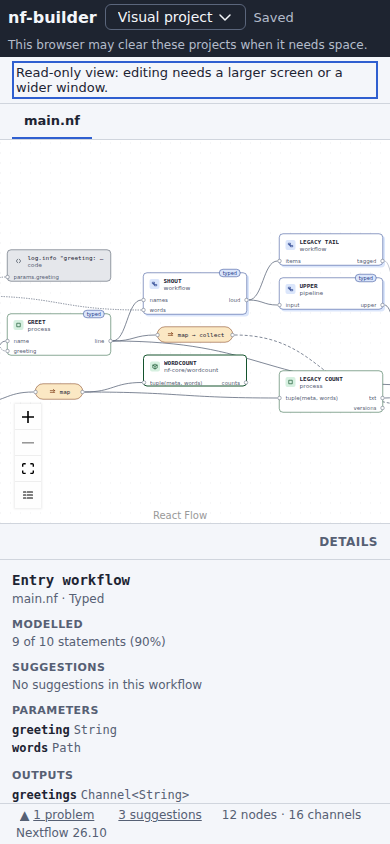 nf-builder Visual project Saved
This browser may clear these projects when it needs space.
Read-only view: editing needs a larger screen or a
wider window.
main.nf
log.info "greeting: …
code
params.greeting
typed
GREET
process
name line
greeting
typed
SHOUT
workflow
names loud
words
map → collect
WORDCOUNT
nf-core/wordcount
tuple(meta, words) counts
map
LEGACY TAIL
workflow
items tagged
typed
UPPER
pipeline
input upper
LEGACY COUNT
process
tuple(meta, words) txt
versions
React Flow
DETAILS
Entry workflow
main.nf · Typed
MODELLED
9 of 10 statements (90%)
SUGGESTIONS
No suggestions in this workflow
PARAMETERS
greeting String
words Path
OUTPUTS
greetings Channel<String>
▲ 1 problem 3 suggestions 12 nodes · 16 channels
Nextflow 26.10